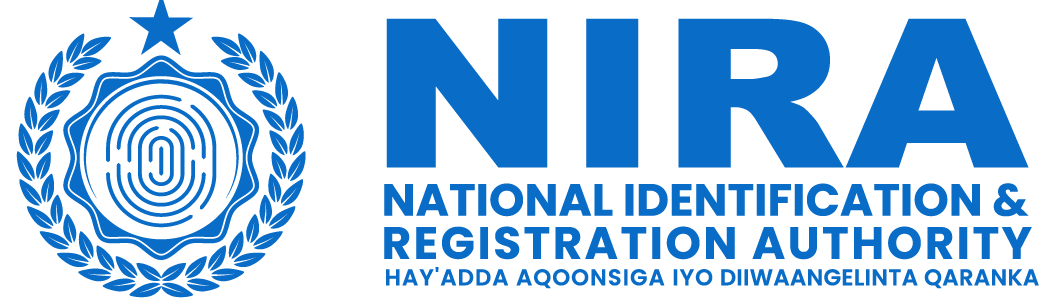 NIRA
NATIONAL IDENTIFICATION &
REGISTRATION AUTHORITY
HAY'ADDA AQOONSIGA IYO DIIWAANGELINTA QARANKA